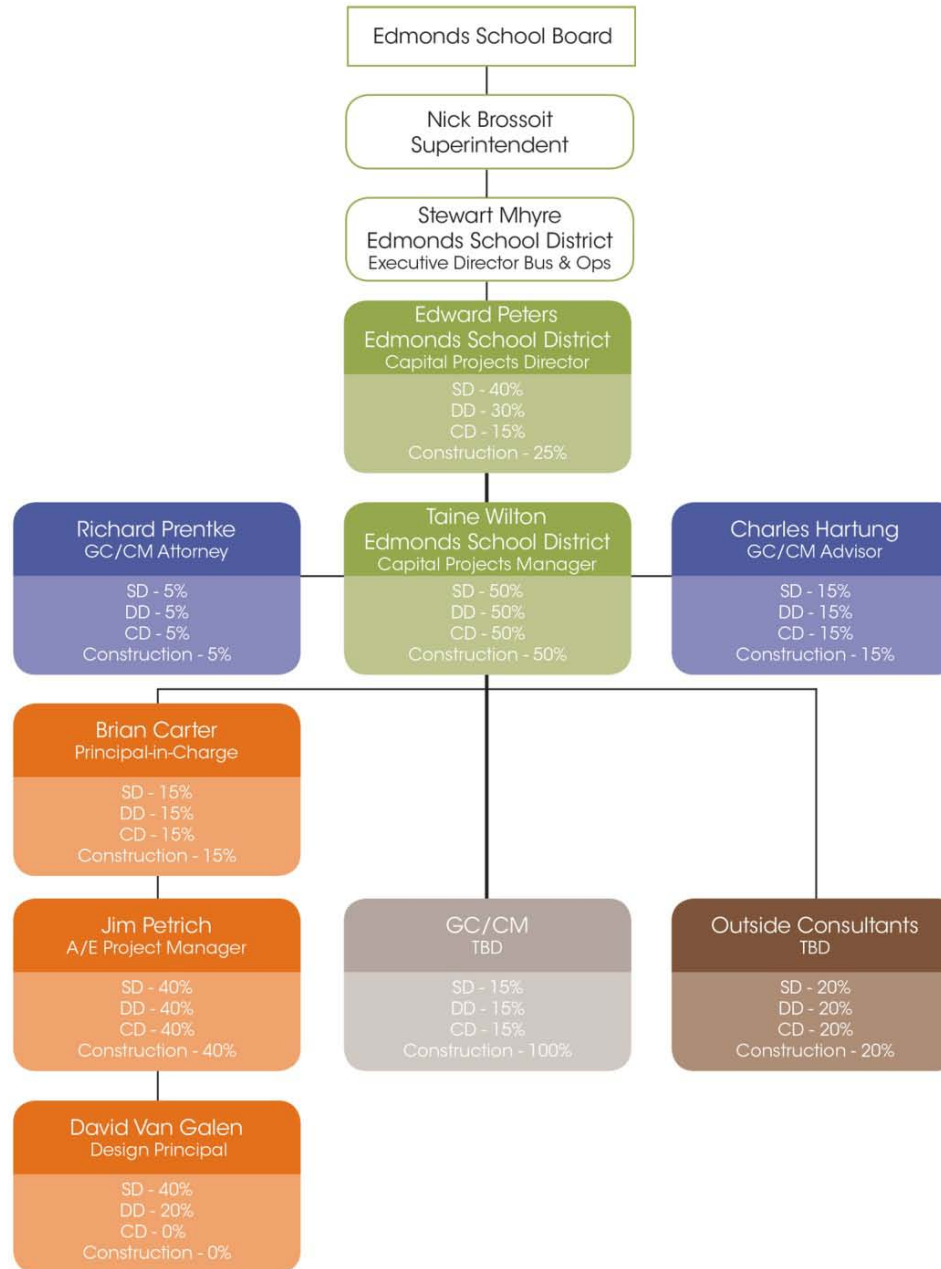 Edmonds School Board
Nick Brossoit
Superintendent
Stewart Mhyre
Edmonds School District
Executive Director Bus & Ops
Edward Peters
Edmonds School District
Capital Projects Director
SD - 40%
DD - 30%
CD - 15%
Construction - 25%
Richard Prentke
GC/CM Attorney
SD - 5%
DD - 5%
CD - 5%
Construction - 5%
Taine Wilton
Edmonds School District
Capital Projects Manager
SD - 50%
DD - 50%
CD - 50%
Construction - 50%
Charles Hartung
GC/CM Advisor
SD - 15%
DD - 15%
CD - 15%
Construction - 15%
Brian Carter
Principal-in-Charge
SD - 15%
DD - 15%
CD - 15%
Construction - 15%
Jim Petrich
A/E Project Manager
SD - 40%
DD - 40%
CD - 40%
Construction - 40%
GC/CM
TBD
SD - 15%
DD - 15%
CD - 15%
Construction - 100%
Outside Consultants
TBD
SD - 20%
DD - 20%
CD - 20%
Construction - 20%
David Van Galen
Design Principal
SD - 40%
DD - 20%
CD - 0%
Construction - 0%